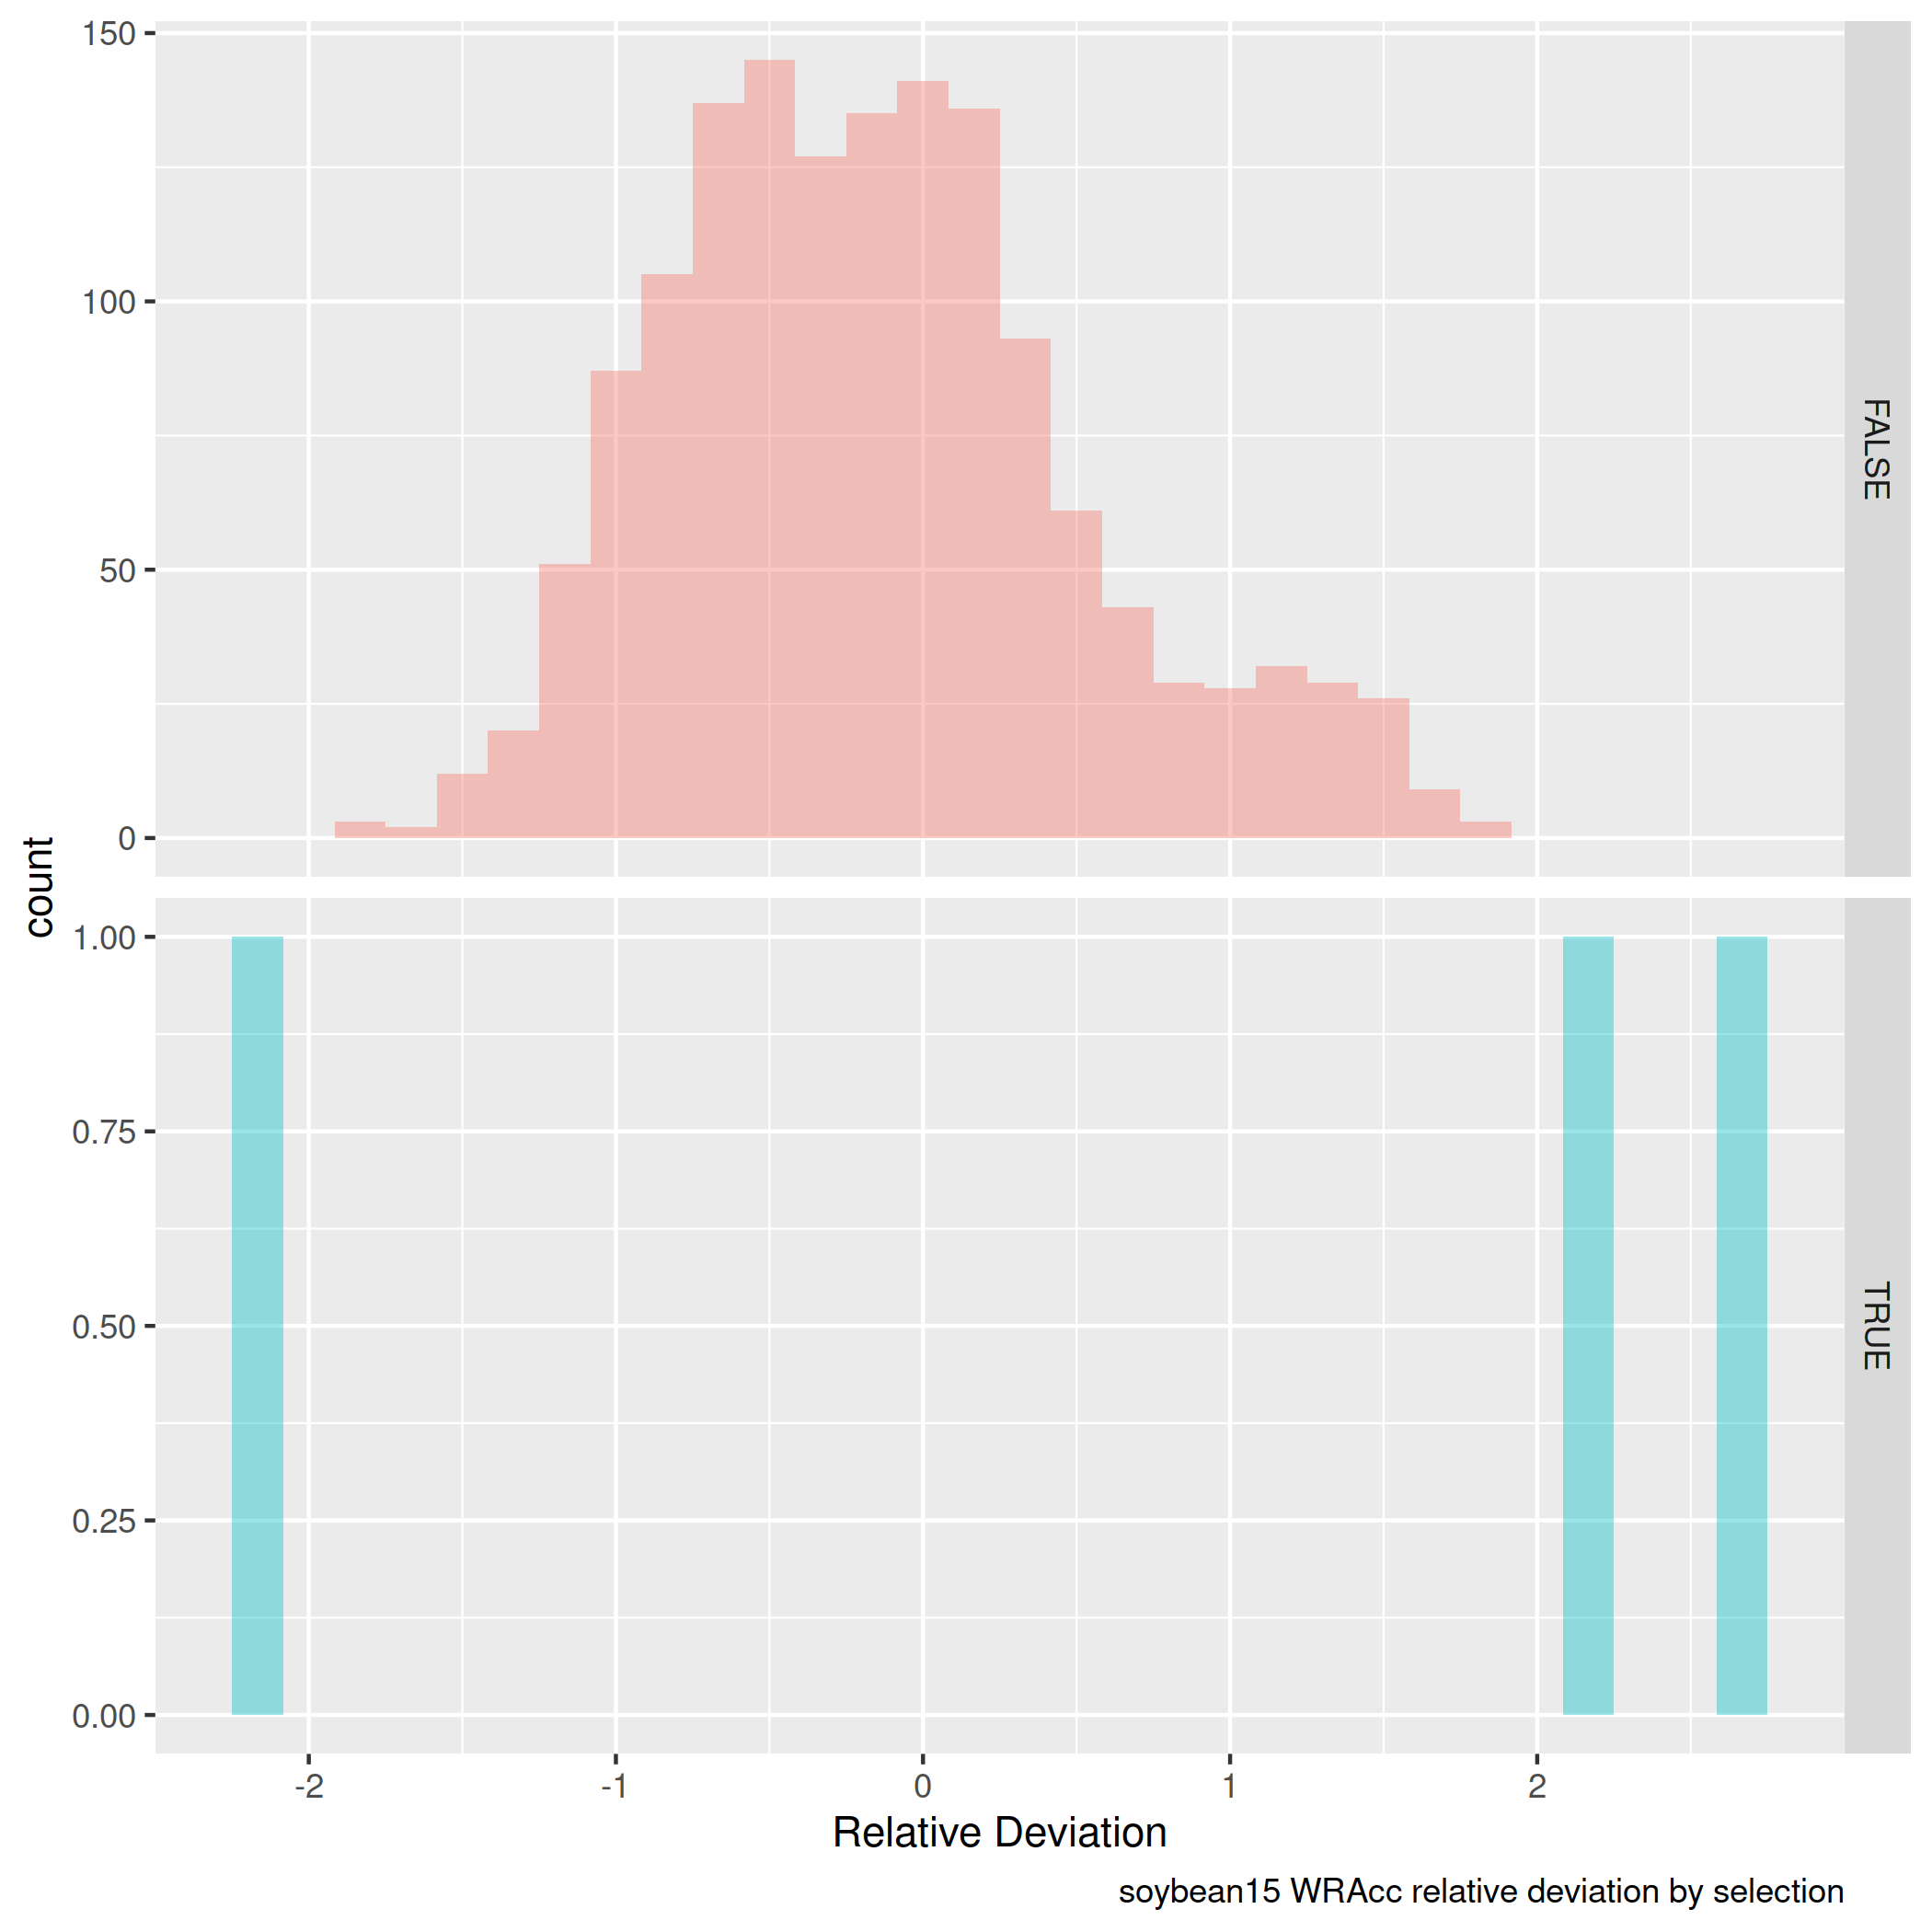 150
100
50
0
FALSE
count
1.00
0.75
0.50
0.25
0.00
TRUE
-2 -1 0 1 2
Relative Deviation
soybean15 WRAcc relative deviation by selection